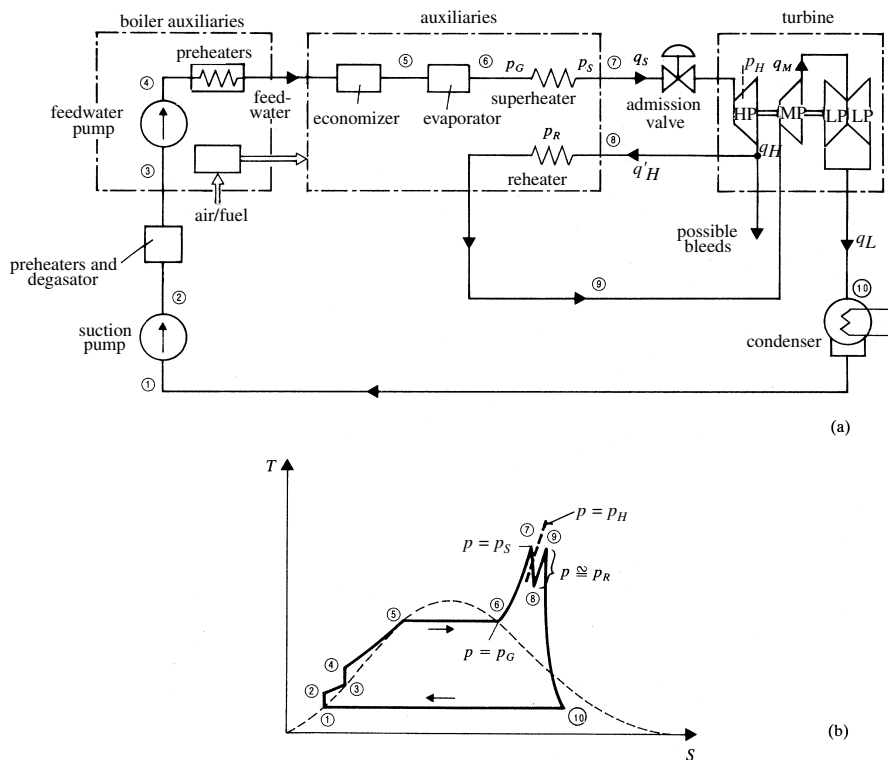 boiler auxiliaries
auxiliaries
turbine
preheaters
④
feedwater
pump
③
feed-
water
air/fuel
⑤
⑥
p_G
p_S
⑦
q_s
economizer
evaporator
superheater
admission
valve
p_H
q_M
HP
MP
LP
LP
p_R
reheater
⑧
q'_H
q_H
possible
bleeds
q_L
preheaters and
degasator
②
suction
pump
①
⑨
⑩
condenser
(a)
T
p = p_H
⑦
⑨
p = p_S
p ≅ p_R
⑧
⑤
⑥
p = p_G
④
②
③
①
⑩
S
(b)